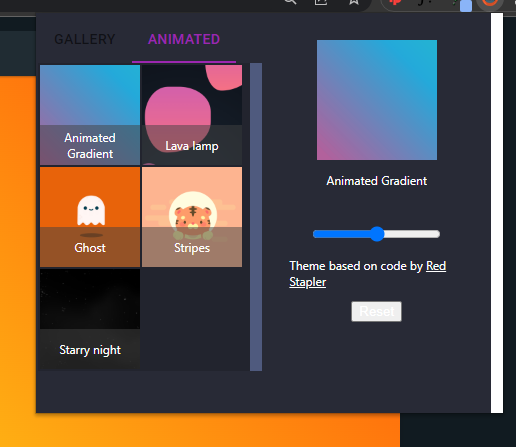 GALLERY
ANIMATED
Animated
Gradient
Lava lamp
Ghost
Stripes
Starry night
Animated Gradient
Theme based on code by Red
Stapler
Reset